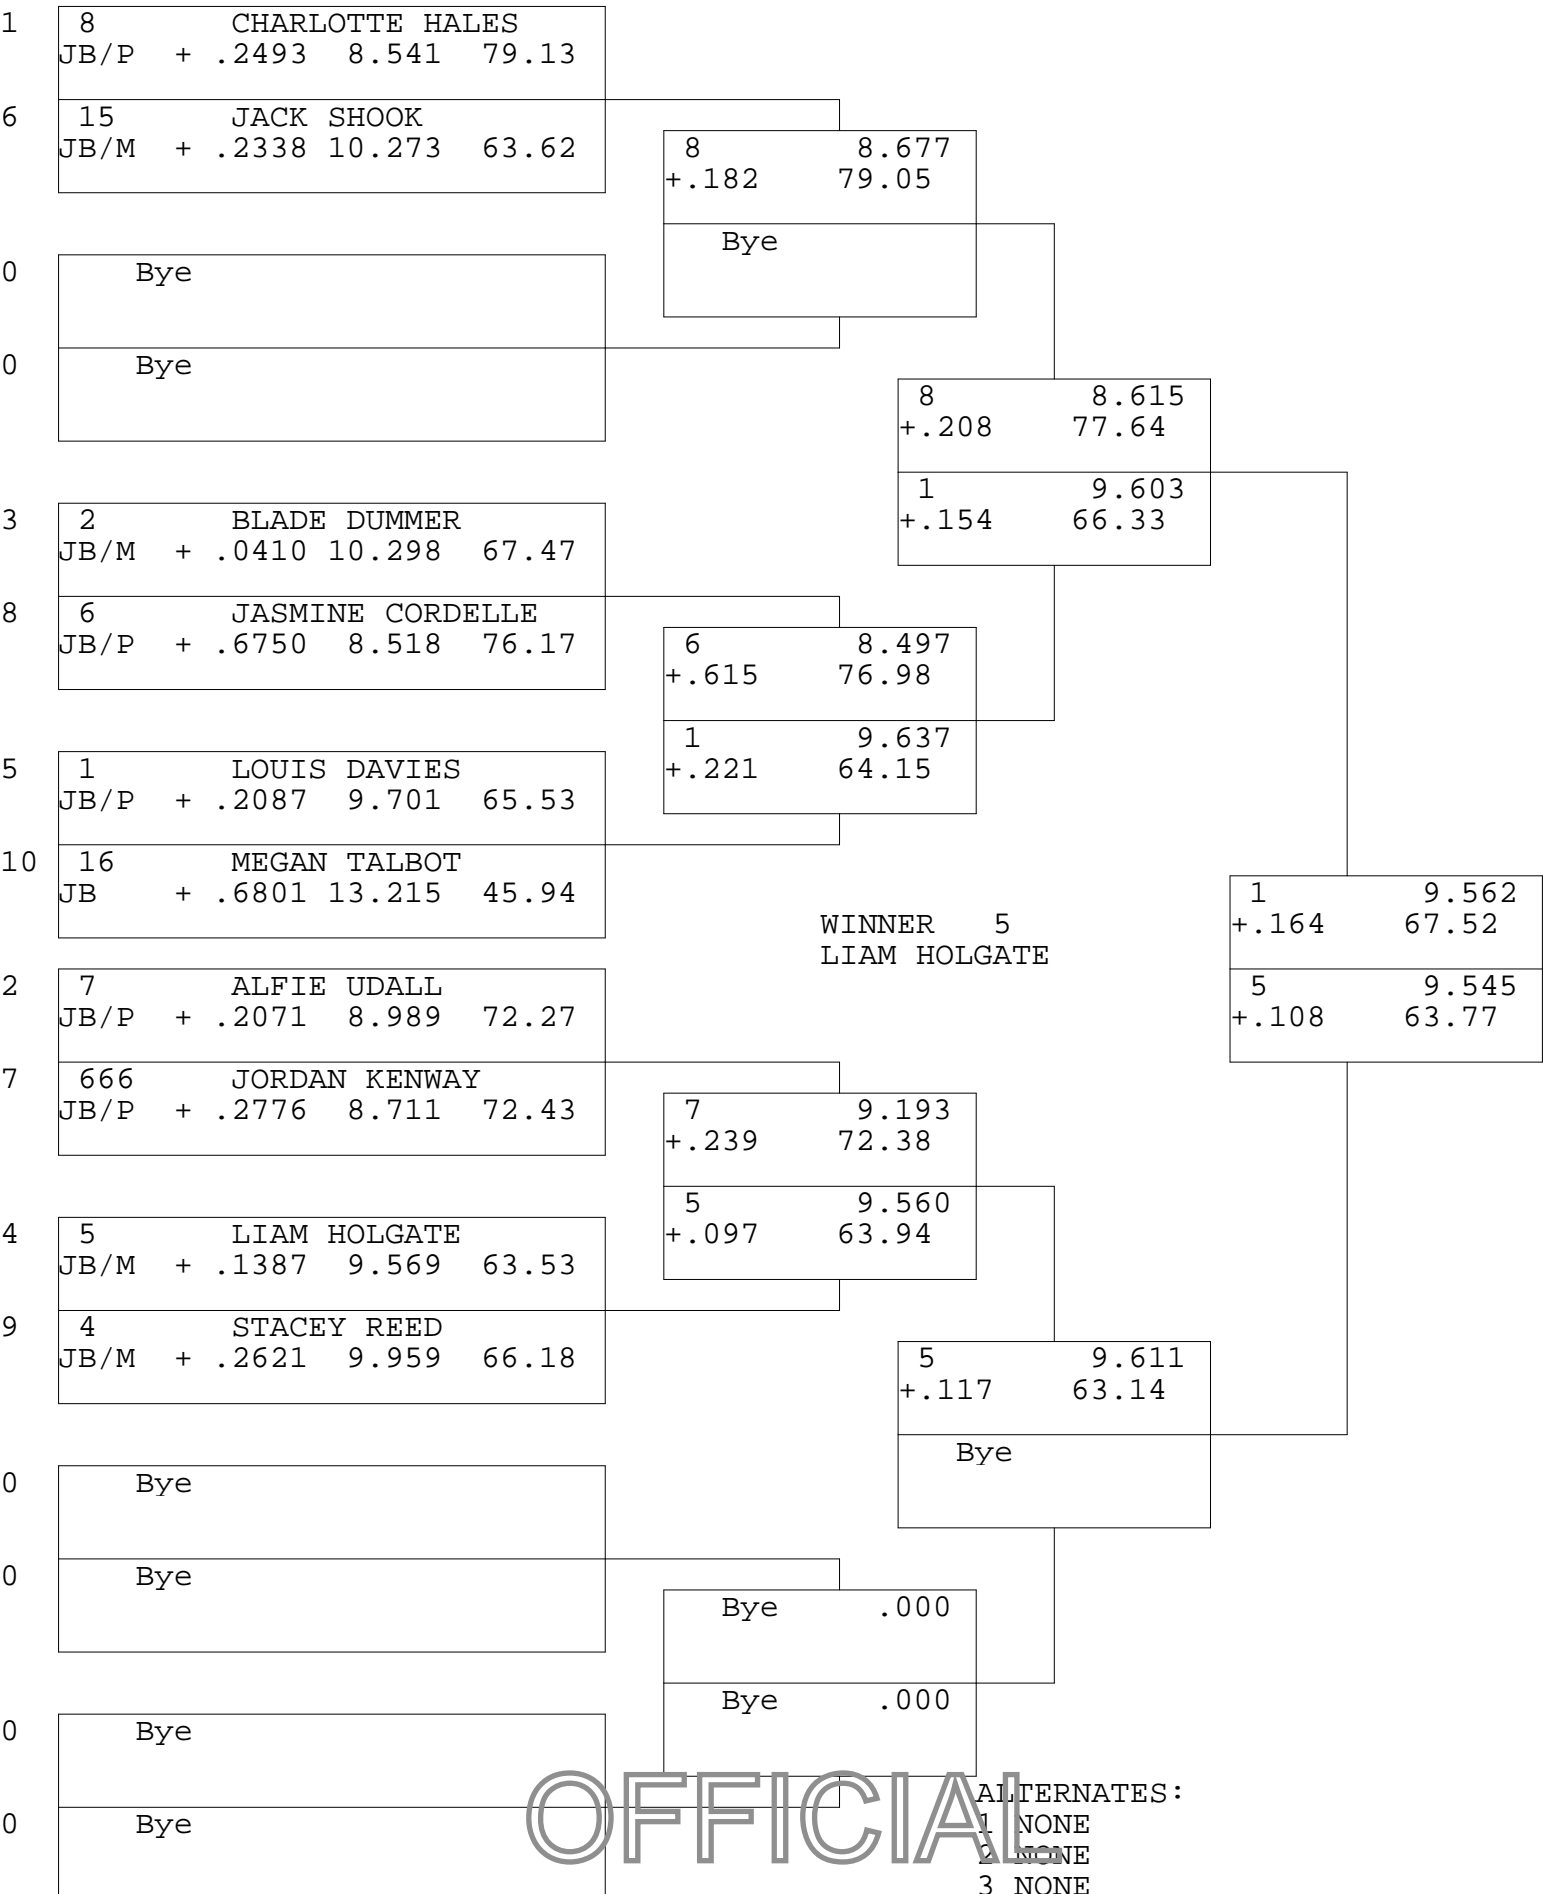 1 8 CHARLOTTE HALES
JB/P + .2493 8.541 79.13
6 15 JACK SHOOK
JB/M + .2338 10.273 63.62
8 8.677
+.182 79.05
Bye
0 Bye
0 Bye
8 8.615
+.208 77.64
1 9.603
+.154 66.33
3 2 BLADE DUMMER
JB/M + .0410 10.298 67.47
8 6 JASMINE CORDELLE
JB/P + .6750 8.518 76.17
6 8.497
+.615 76.98
1 9.637
+.221 64.15
5 1 LOUIS DAVIES
JB/P + .2087 9.701 65.53
10 16 MEGAN TALBOT
JB + .6801 13.215 45.94
WINNER 5
LIAM HOLGATE
1 9.562
+.164 67.52
5 9.545
+.108 63.77
2 7 ALFIE UDALL
JB/P + .2071 8.989 72.27
7 666 JORDAN KENWAY
JB/P + .2776 8.711 72.43
7 9.193
+.239 72.38
5 9.560
+.097 63.94
4 5 LIAM HOLGATE
JB/M + .1387 9.569 63.53
9 4 STACEY REED
JB/M + .2621 9.959 66.18
5 9.611
+.117 63.14
Bye
0 Bye
0 Bye
Bye .000
Bye .000
0 Bye
0 Bye
OFFICIAL
ALTERNATES:
1 NONE
2 NONE
3 NONE